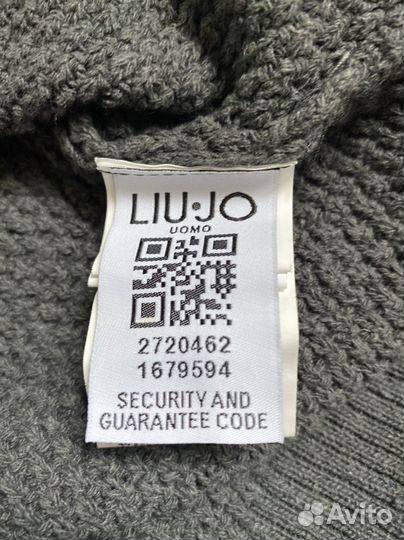 LIU·JO
UOMO
2720462
1679594
SECURITY AND
GUARANTEE CODE
Avito